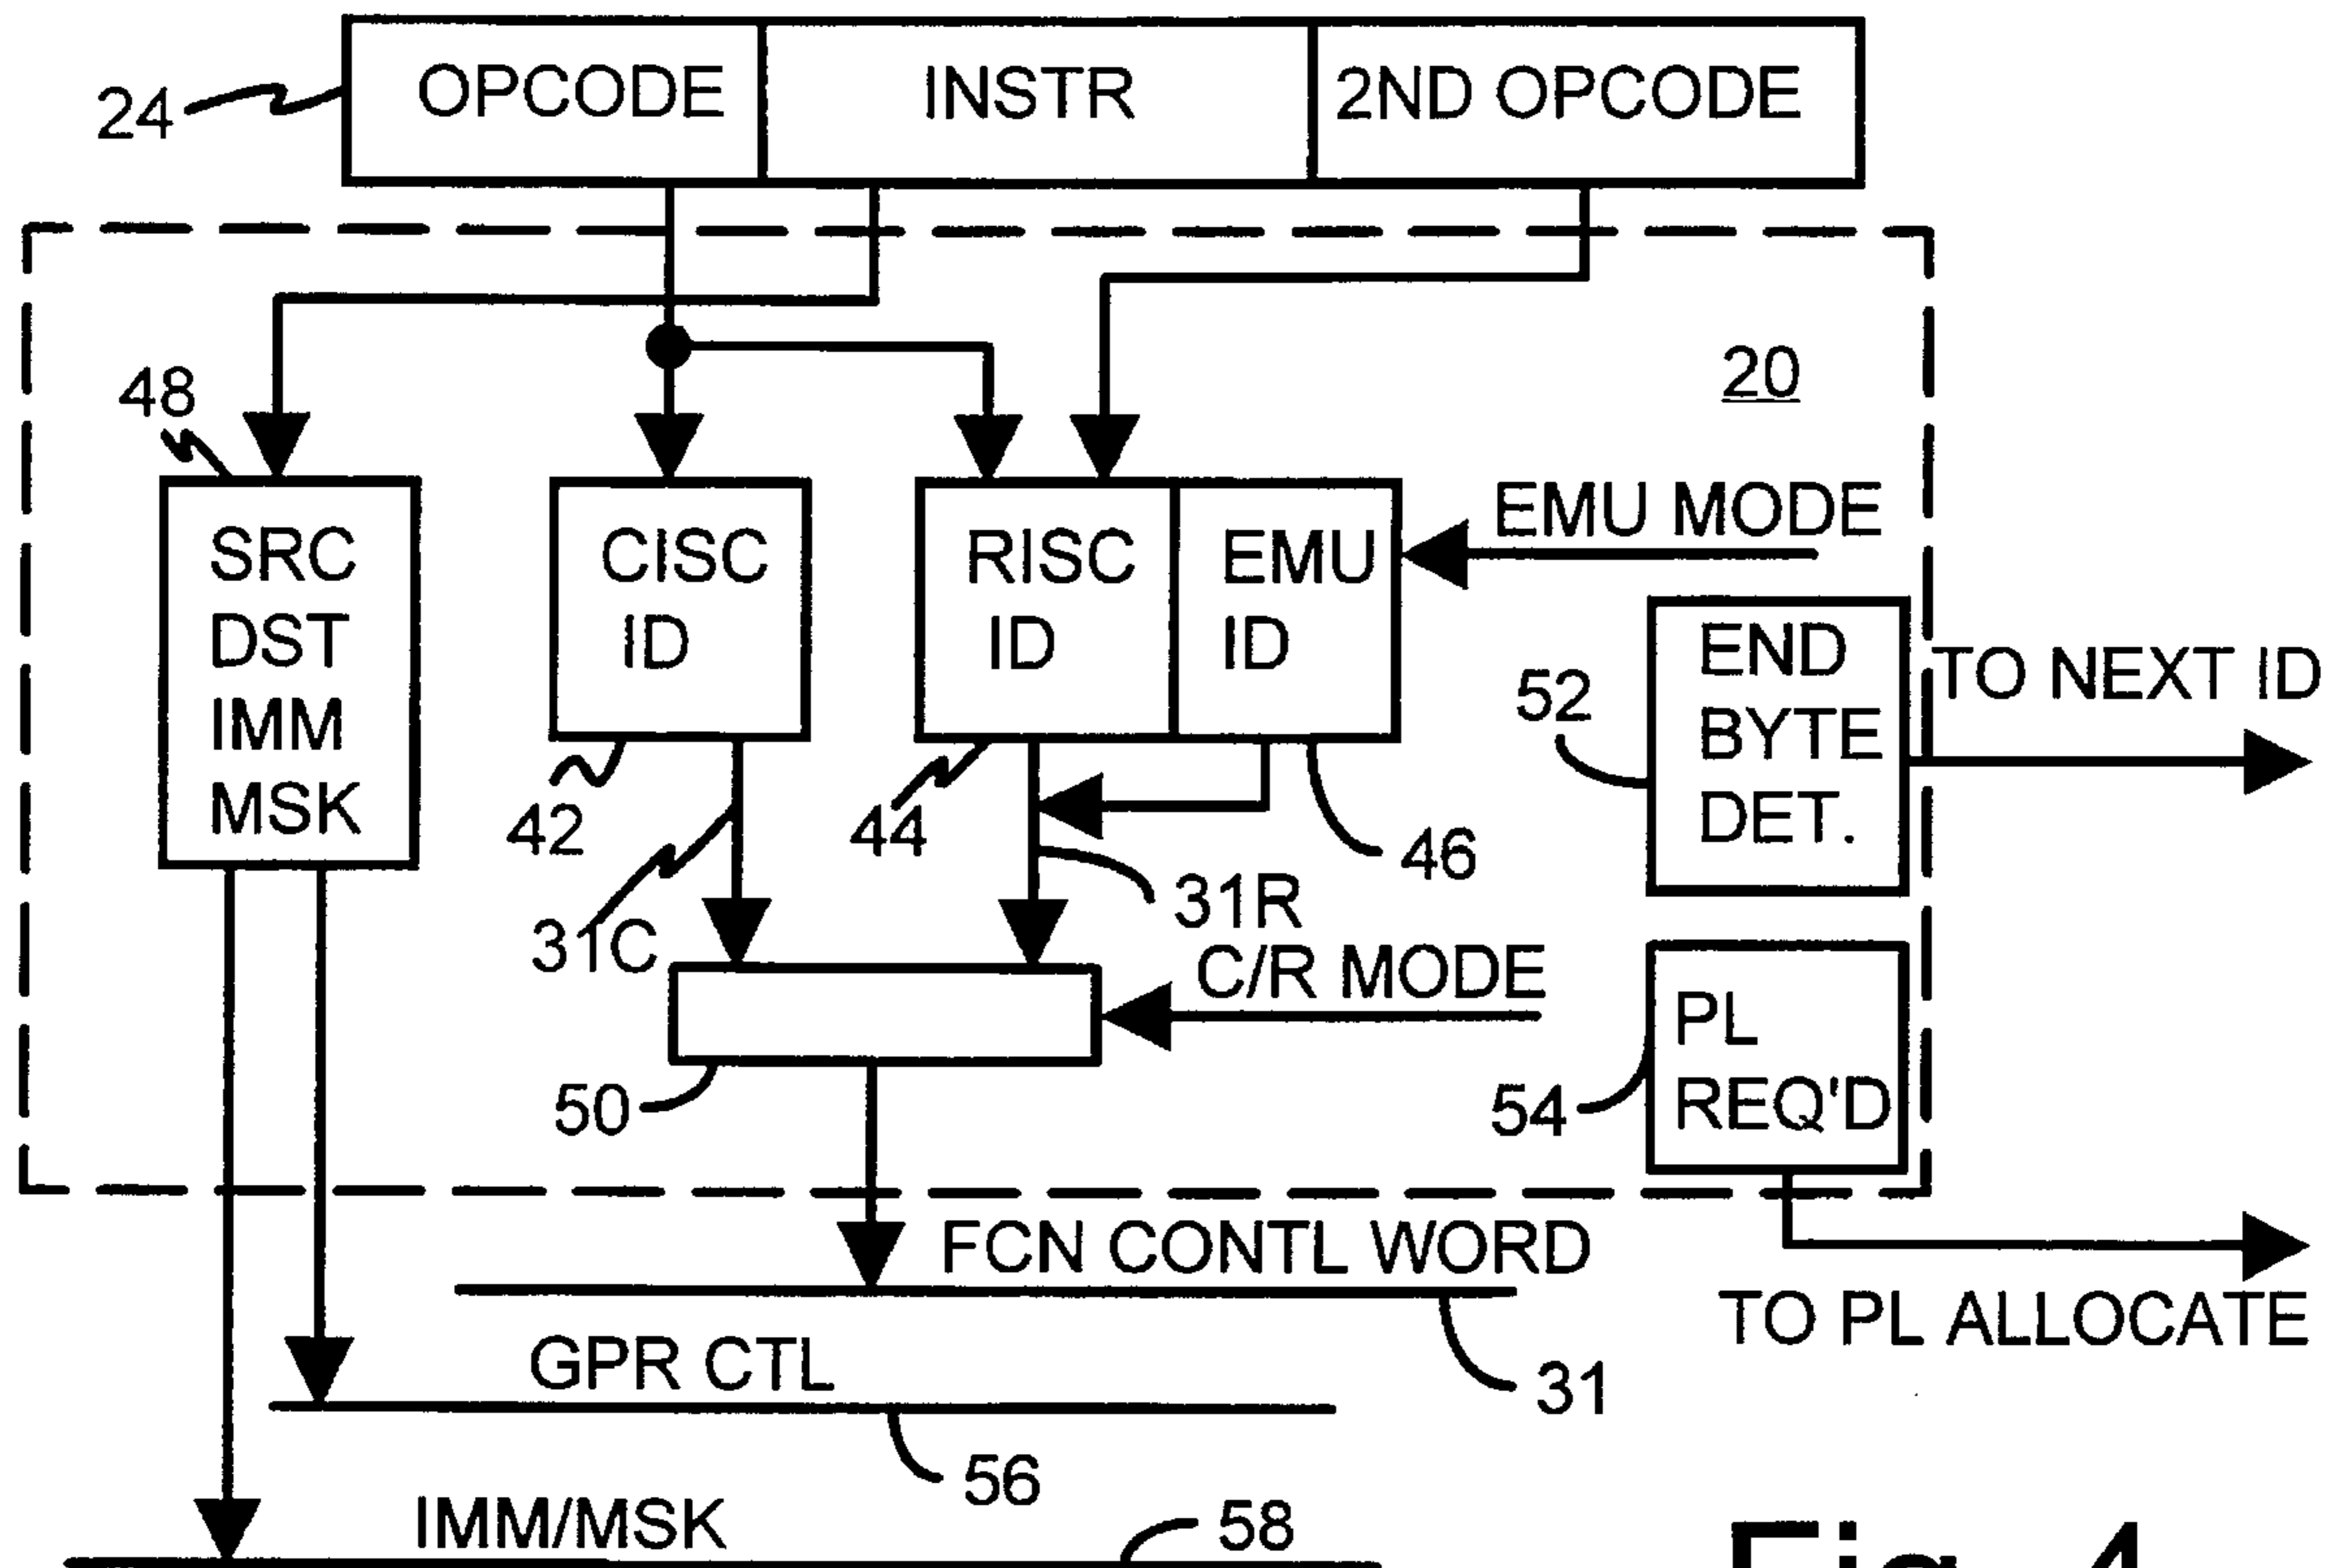 OPCODE INSTR 2ND OPCODE
24
20
48
SRC
DST
IMM
MSK
CISC
ID
RISC
ID
EMU
ID
EMU MODE
END
BYTE
DET.
TO NEXT ID
52
42
44
46
31C
31R
C/R MODE
50
PL
REQ'D
54
FCN CONTL WORD
TO PL ALLOCATE
31
GPR CTL
56
IMM/MSK
58
Fig. 4